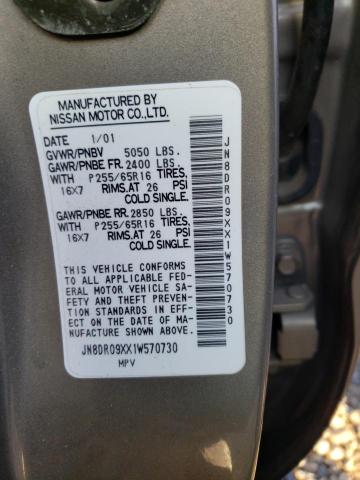 MANUFACTURED BY
NISSAN MOTOR CO.,LTD.
DATE 1/01
GVWR/PNBV 5050 LBS.
GAWR/PNBE FR. 2400 LBS.
WITH P255/65R16 TIRES,
16X7 RIMS,AT 26 PSI
COLD SINGLE.
GAWR/PNBE RR. 2850 LBS.
WITH P255/65R16 TIRES,
16X7 RIMS,AT 26 PSI
COLD SINGLE.
THIS VEHICLE CONFORMS
TO ALL APPLICABLE FED-
ERAL MOTOR VEHICLE SA-
FETY AND THEFT PREVEN-
TION STANDARDS IN EFF-
ECT ON THE DATE OF MA-
NUFACTURE SHOWN ABOVE.
JN8DR09XX1W570730
MPV
JN8DR09XX1W570730